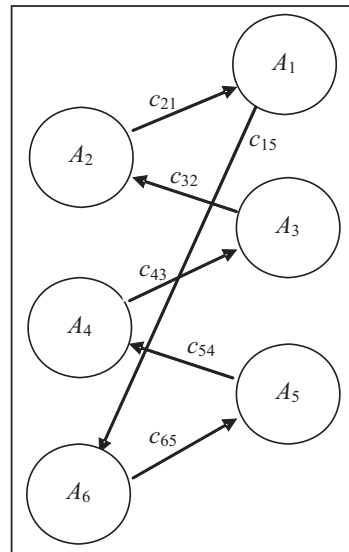 A₁
c₂₁
c₁₅
A₂
c₃₂
A₃
c₄₃
A₄
c₅₄
A₅
c₆₅
A₆